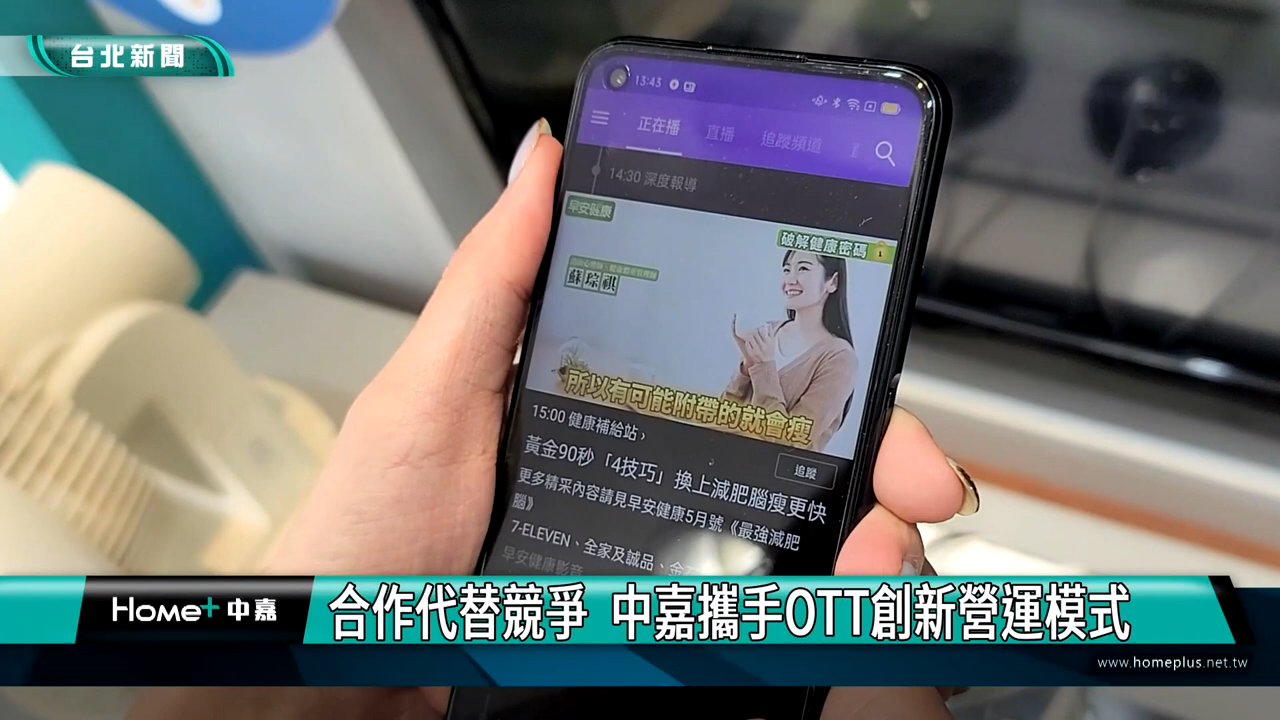 台北新聞
13:43
正在播 直播 追蹤頻道
14:30 深度報導
早安健康
破解健康密碼
蘇琮祺
所以有可能附帶的就會瘦
15:00 健康補給站 ›
追蹤
黃金90秒「4技巧」換上減肥腦瘦更快
更多精采內容請見早安健康5月號《最強減肥
腦》
7-ELEVEN、全家及誠品、金
早安健康影音
Home+ 中嘉
合作代替競爭 中嘉攜手OTT創新營運模式
www.homeplus.net.tw